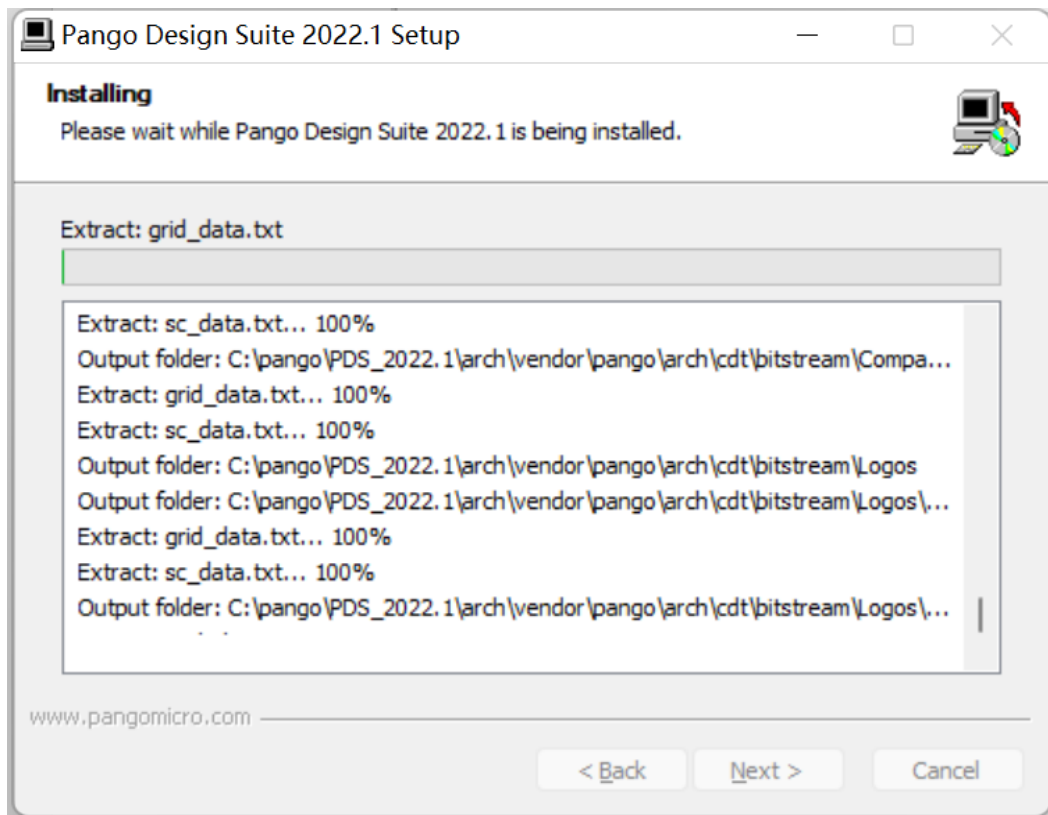 Pango Design Suite 2022.1 Setup
Installing
Please wait while Pango Design Suite 2022.1 is being installed.
Extract: grid_data.txt
Extract: sc_data.txt... 100%
Output folder: C:\pango\PDS_2022.1\arch\vendor\pango\arch\cdt\bitstream\Compa...
Extract: grid_data.txt... 100%
Extract: sc_data.txt... 100%
Output folder: C:\pango\PDS_2022.1\arch\vendor\pango\arch\cdt\bitstream\Logos
Output folder: C:\pango\PDS_2022.1\arch\vendor\pango\arch\cdt\bitstream\Logos\...
Extract: grid_data.txt... 100%
Extract: sc_data.txt... 100%
Output folder: C:\pango\PDS_2022.1\arch\vendor\pango\arch\cdt\bitstream\Logos\...
www.pangomicro.com
< Back Next > Cancel